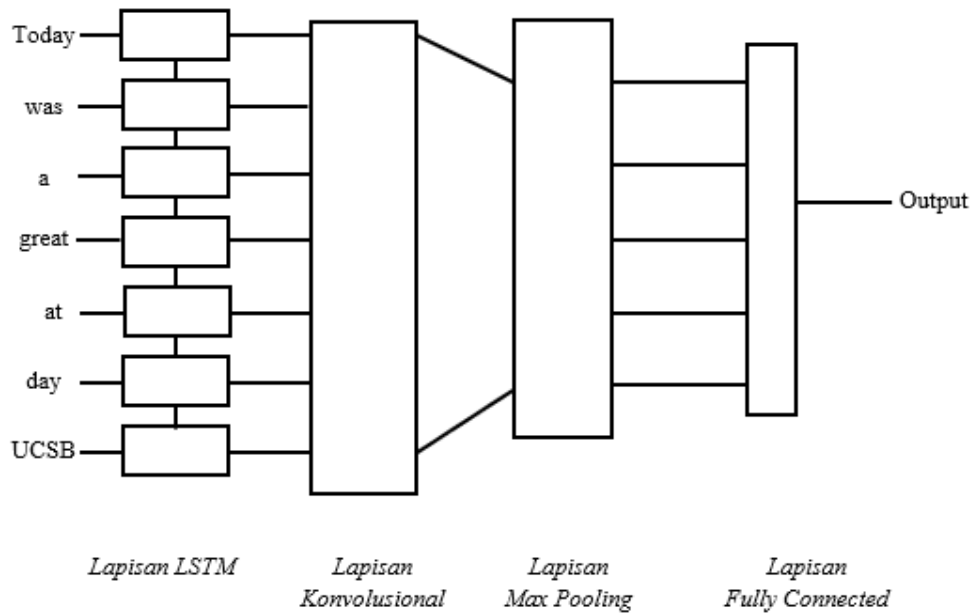 Today
was
a
great
at
day
UCSB
Output
Lapisan LSTM
Lapisan
Konvolusional
Lapisan
Max Pooling
Lapisan
Fully Connected